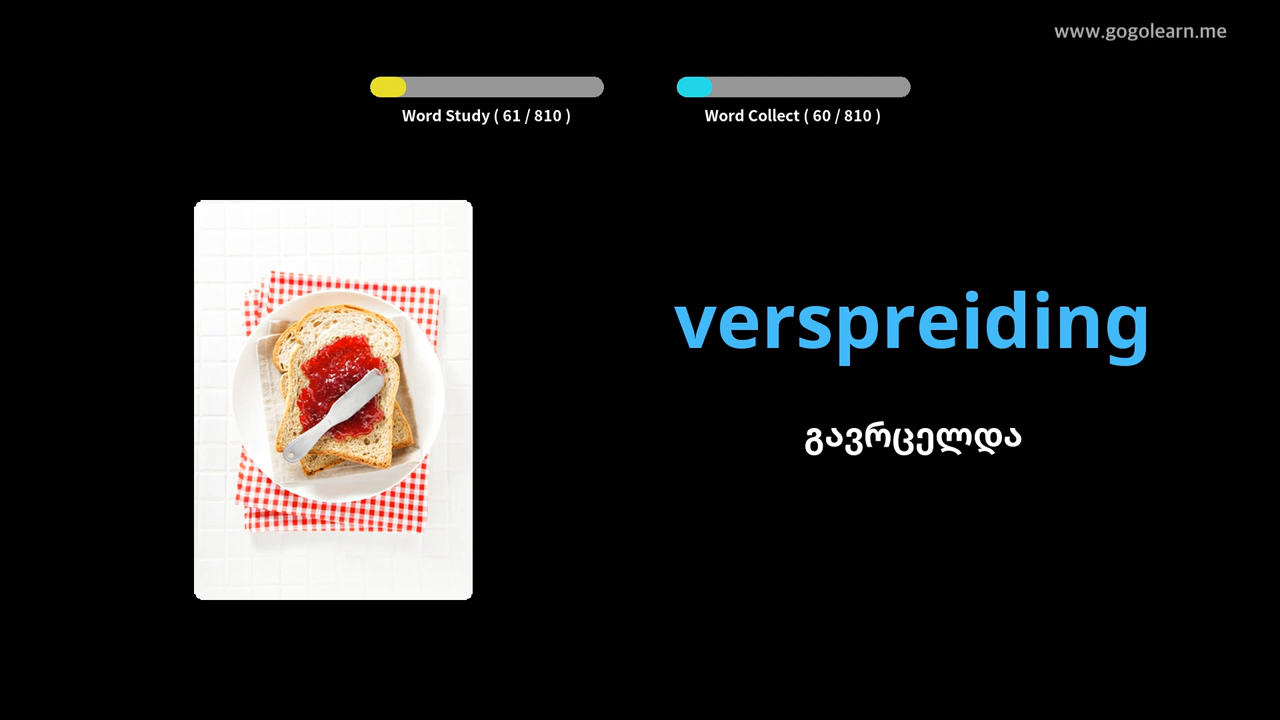 www.gogolearn.me
Word Study ( 61 / 810 )
Word Collect ( 60 / 810 )
verspreiding
გავრცელდა